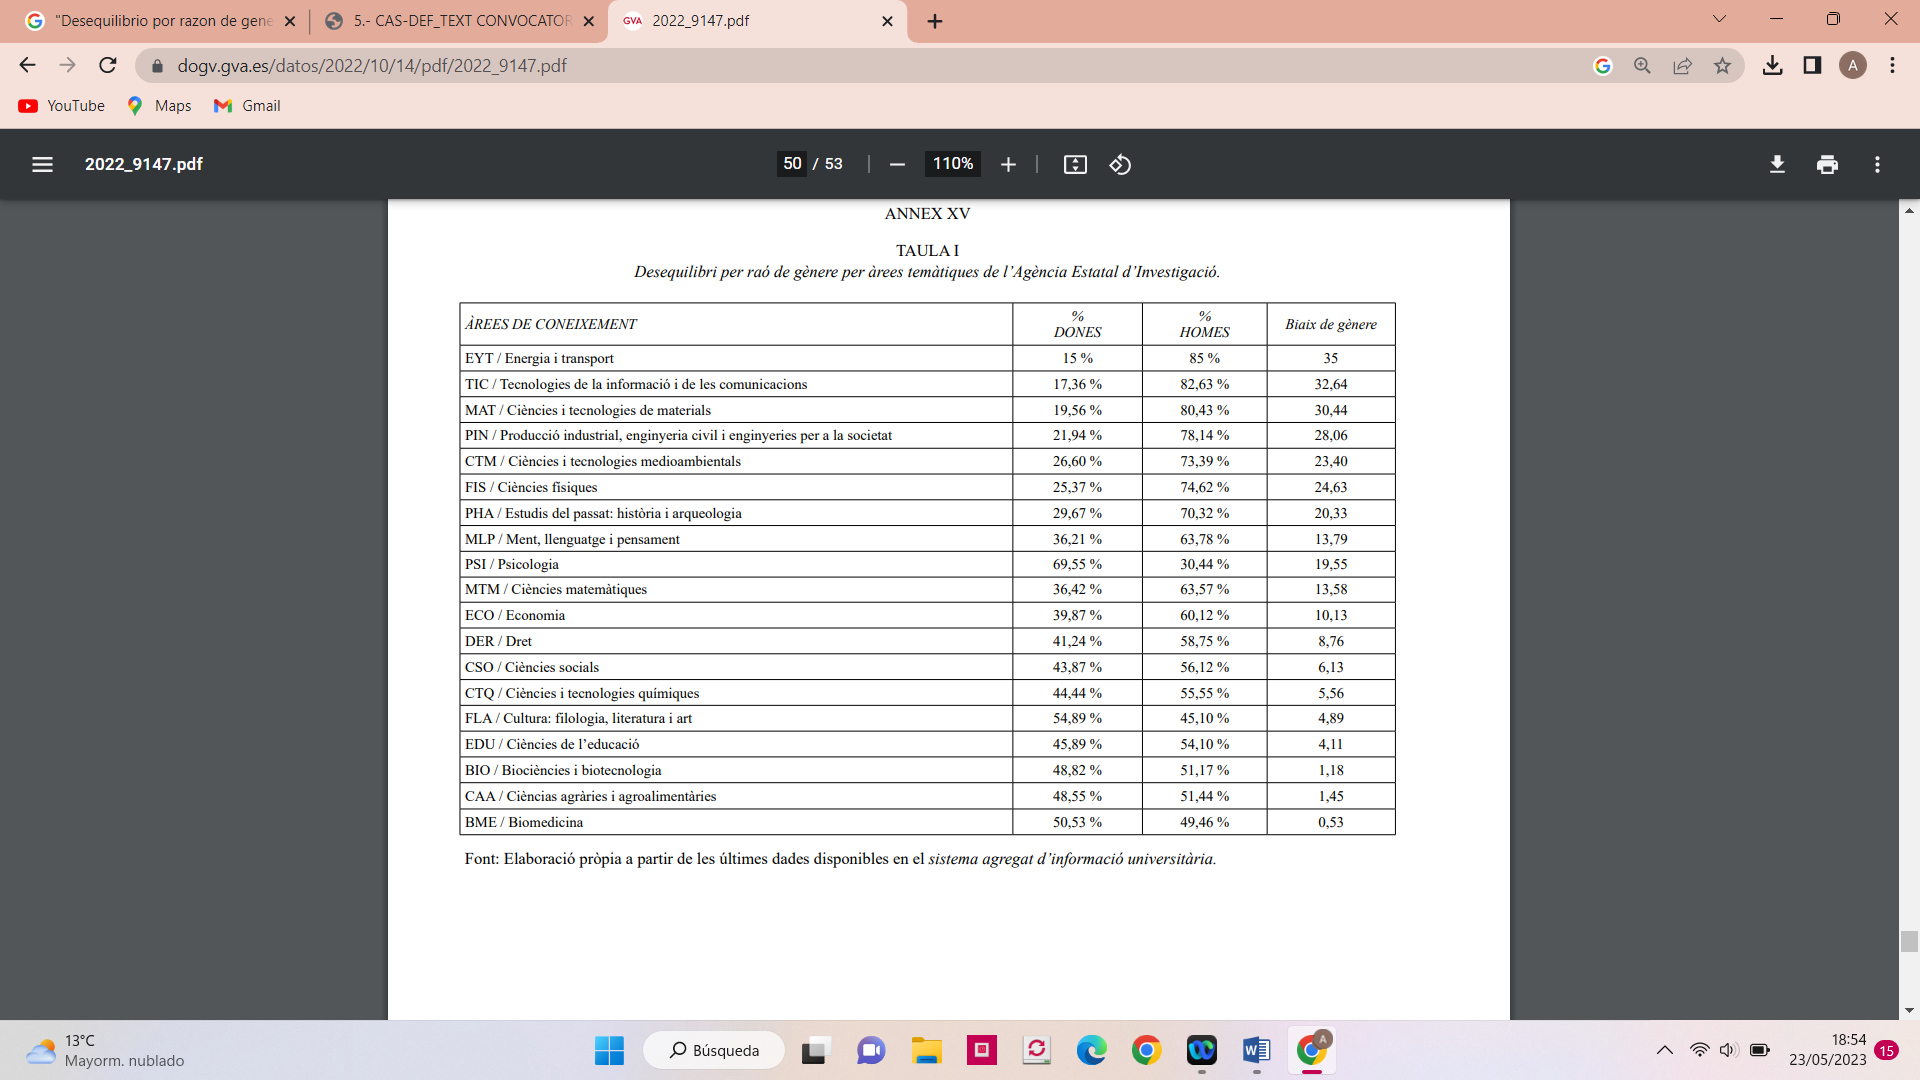 "Desequilibrio por razon de gene
5.- CAS-DEF_TEXT CONVOCATOR
GVA 2022_9147.pdf
dogv.gva.es/datos/2022/10/14/pdf/2022_9147.pdf
A
YouTube Maps Gmail
2022_9147.pdf
50 / 53
110%
ANNEX XV
TAULA I
Desequilibri per raó de gènere per àrees temàtiques de l’Agència Estatal d’Investigació.
ÀREES DE CONEIXEMENT % DONES % HOMES Biaix de gènere
EYT / Energia i transport 15 % 85 % 35
TIC / Tecnologies de la informació i de les comunicacions 17,36 % 82,63 % 32,64
MAT / Ciències i tecnologies de materials 19,56 % 80,43 % 30,44
PIN / Producció industrial, enginyeria civil i enginyeries per a la societat 21,94 % 78,14 % 28,06
CTM / Ciències i tecnologies medioambientals 26,60 % 73,39 % 23,40
FIS / Ciències físiques 25,37 % 74,62 % 24,63
PHA / Estudis del passat: història i arqueologia 29,67 % 70,32 % 20,33
MLP / Ment, llenguatge i pensament 36,21 % 63,78 % 13,79
PSI / Psicologia 69,55 % 30,44 % 19,55
MTM / Ciències matemàtiques 36,42 % 63,57 % 13,58
ECO / Economia 39,87 % 60,12 % 10,13
DER / Dret 41,24 % 58,75 % 8,76
CSO / Ciències socials 43,87 % 56,12 % 6,13
CTQ / Ciències i tecnologies químiques 44,44 % 55,55 % 5,56
FLA / Cultura: filologia, literatura i art 54,89 % 45,10 % 4,89
EDU / Ciències de l’educació 45,89 % 54,10 % 4,11
BIO / Biociències i biotecnologia 48,82 % 51,17 % 1,18
CAA / Ciències agràries i agroalimentàries 48,55 % 51,44 % 1,45
BME / Biomedicina 50,53 % 49,46 % 0,53
Font: Elaboració pròpia a partir de les últimes dades disponibles en el sistema agregat d’informació universitària.
13°C
Mayorm. nublado
Búsqueda
A
18:54
23/05/2023
15